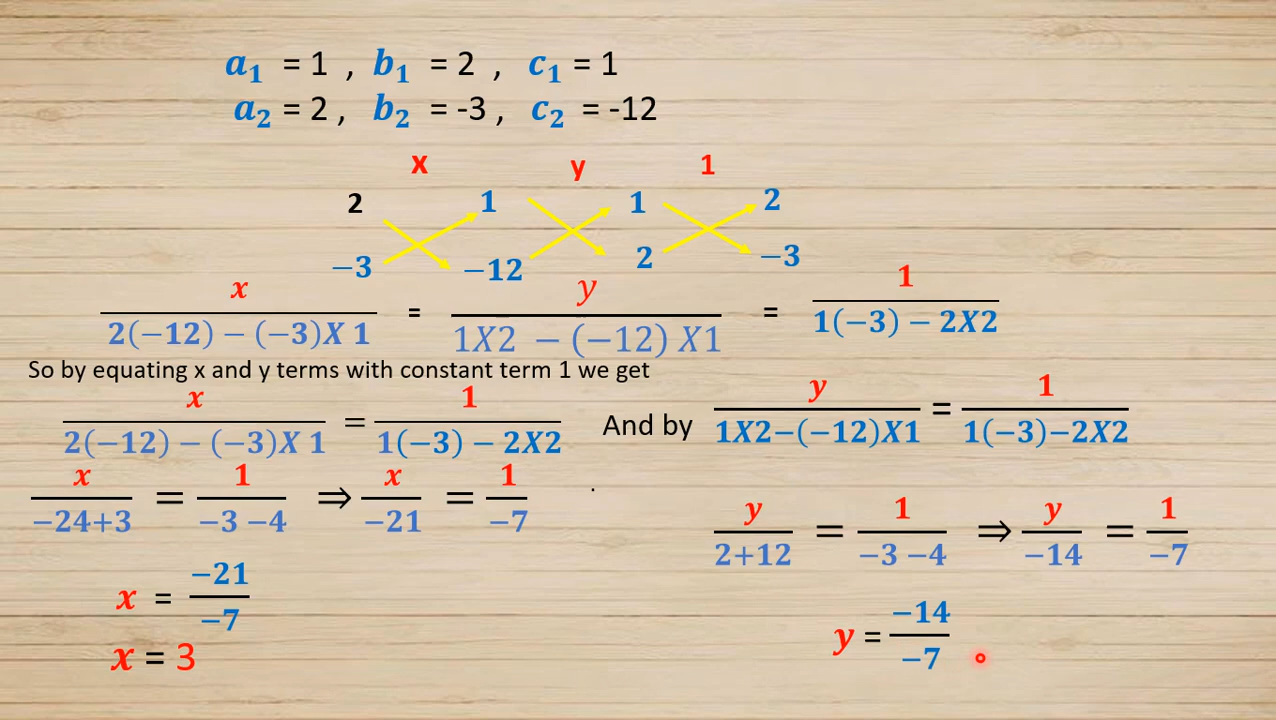 a₁ = 1 , b₁ = 2 , c₁ = 1
a₂ = 2 , b₂ = -3 , c₂ = -12
x y 1
2 1 1 2
−3 −12 2 −3
x/(2(−12) − (−3)X 1) = y/(1X2 − (−12) X1) = 1/(1(−3) − 2X2)
So by equating x and y terms with constant term 1 we get
x/(2(−12) − (−3)X 1) = 1/(1(−3) − 2X2) And by y/(1X2−(−12)X1) = 1/(1(−3)−2X2)
x/(−24+3) = 1/(−3 −4) ⇒ x/(−21) = 1/(−7)
y/(2+12) = 1/(−3 −4) ⇒ y/(−14) = 1/(−7)
x = −21/−7
y = −14/−7
x = 3